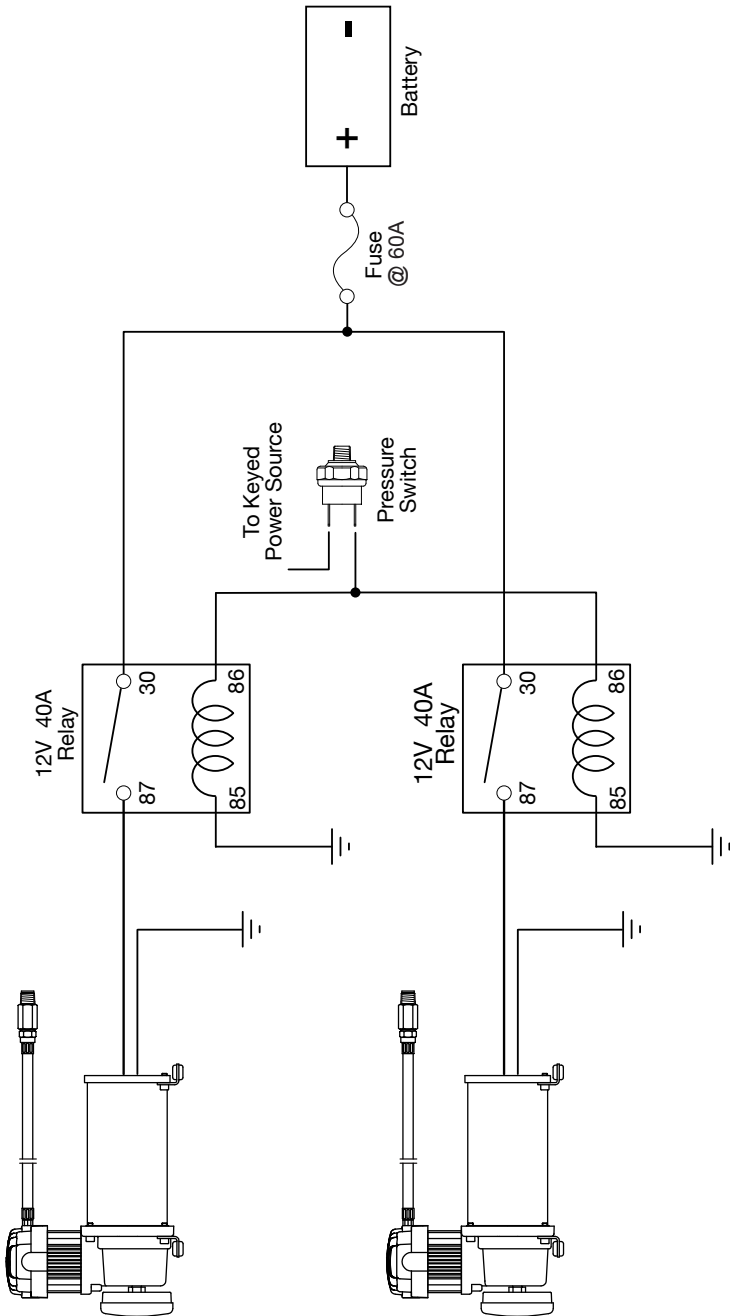 Battery
Fuse
@ 60A
To Keyed
Power Source
Pressure
Switch
12V 40A
Relay
30
87
86
85
12V 40A
Relay
30
87
86
85